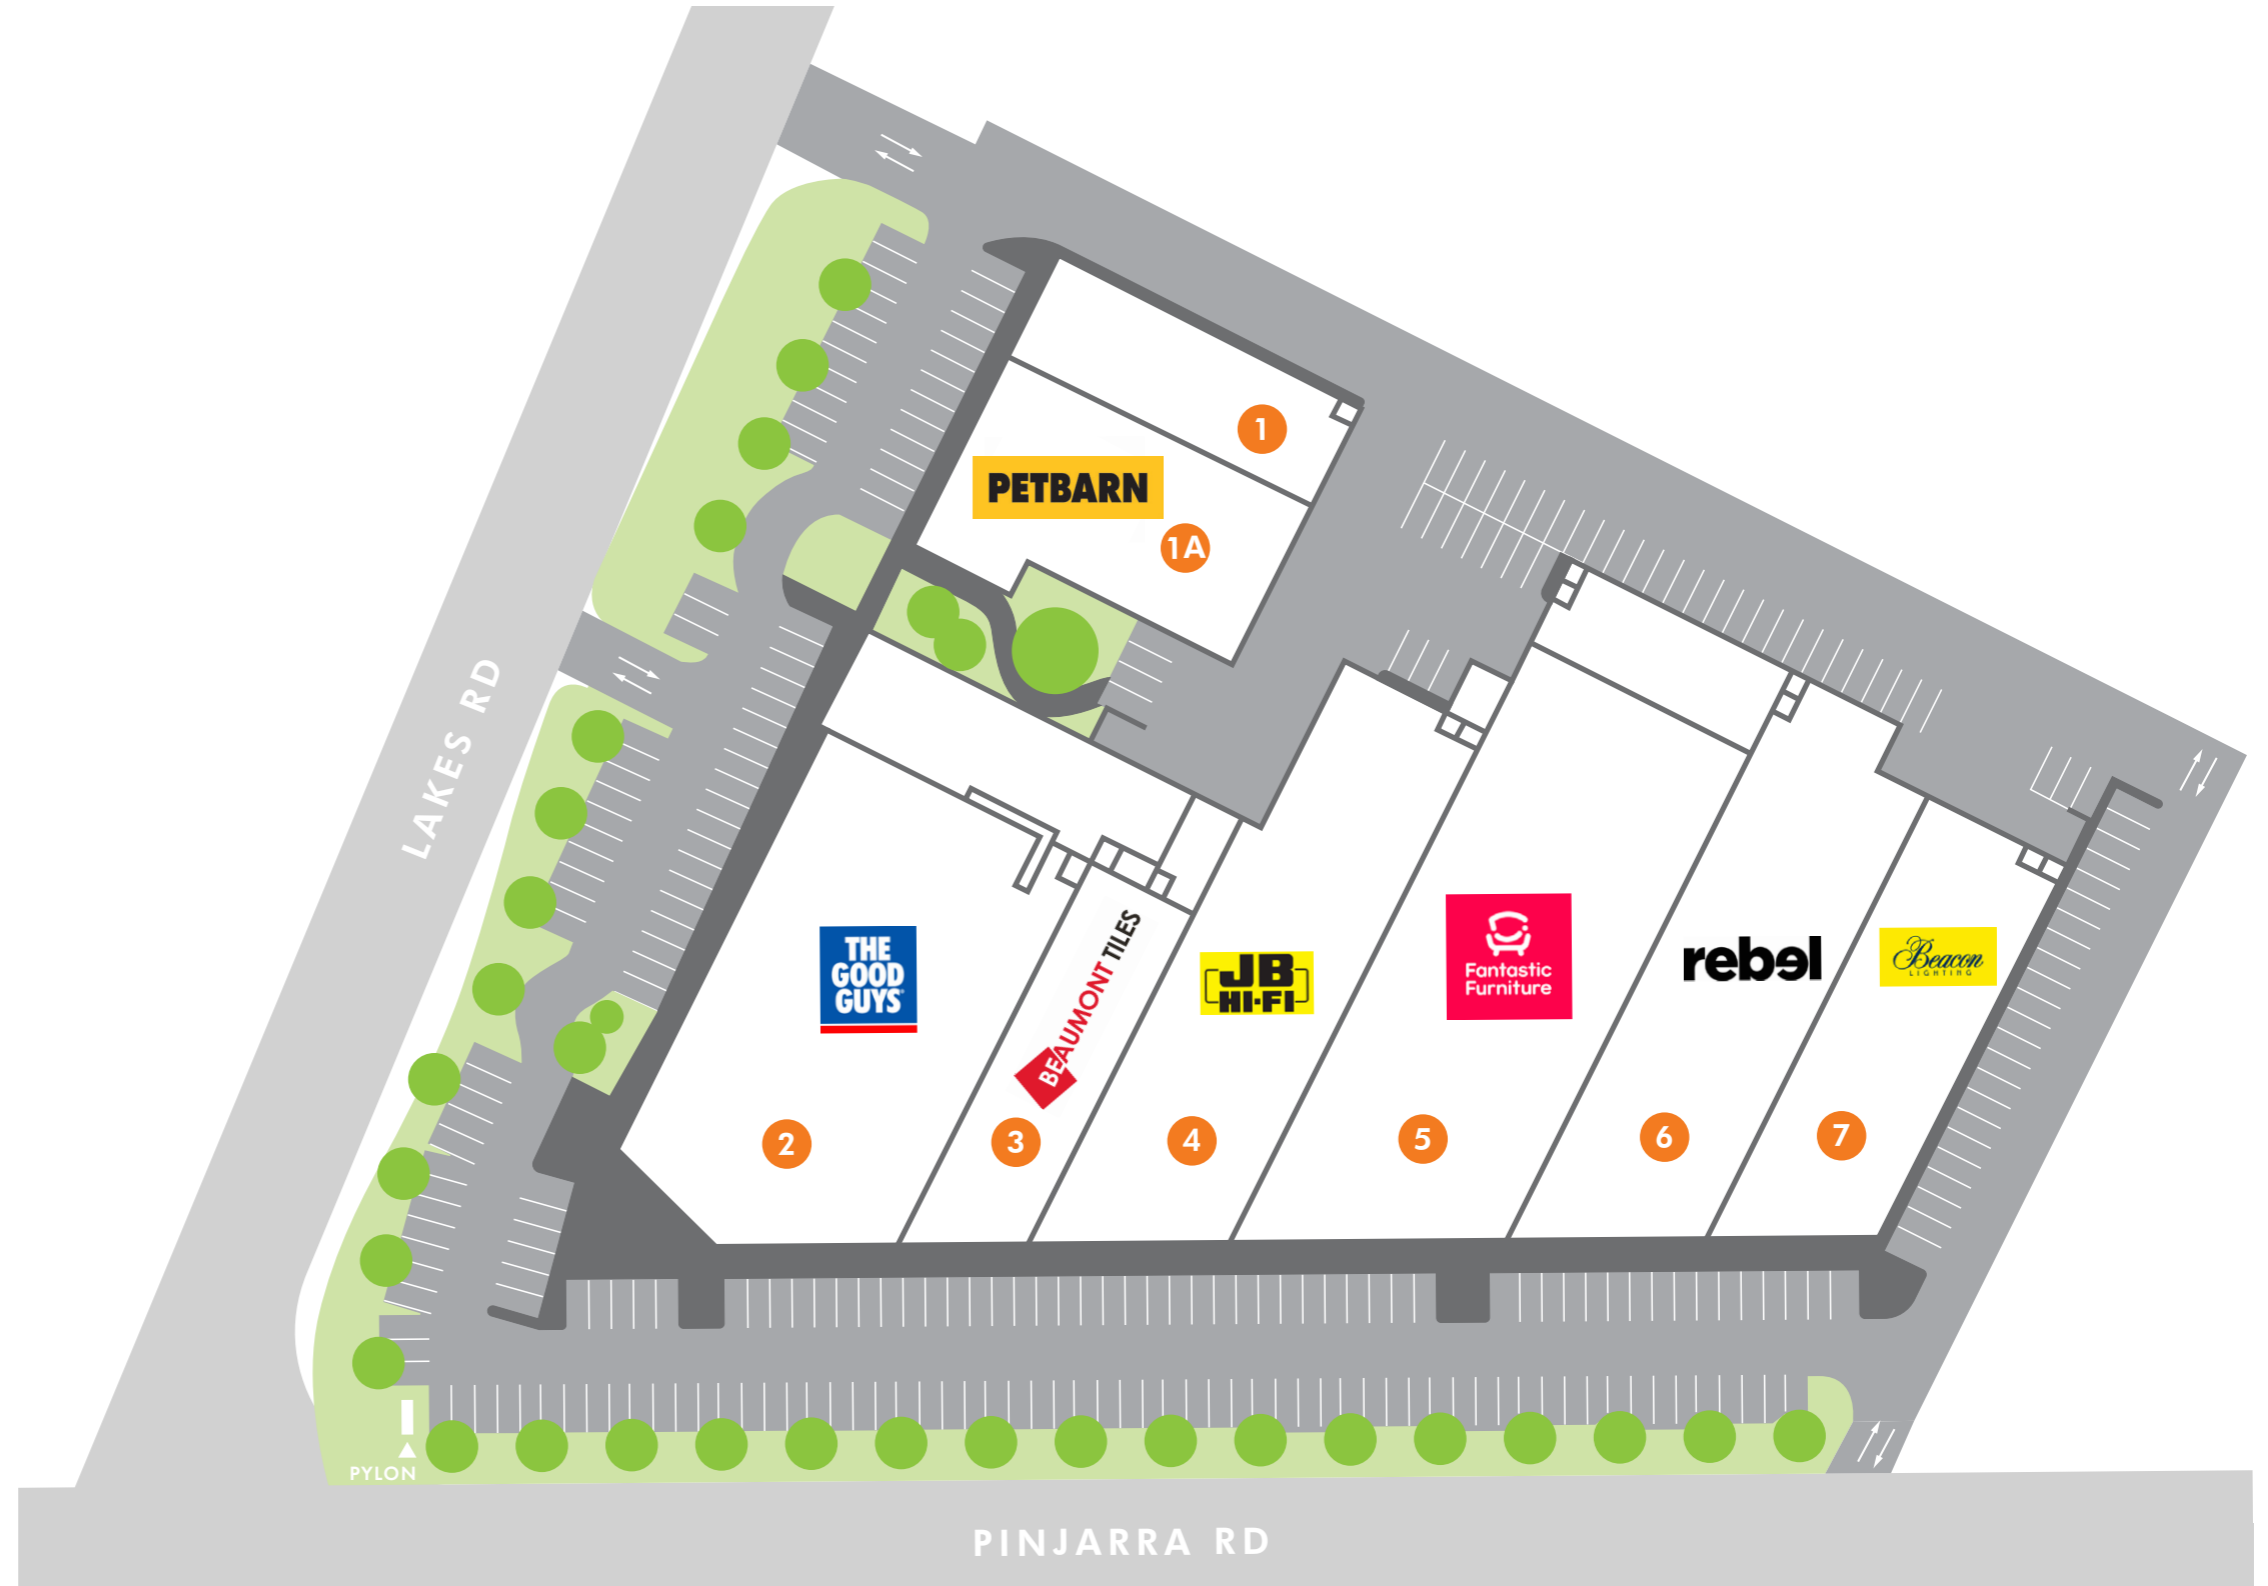 1
PETBARN
1A
LAKES RD
THE
GOOD
GUYS
BEAUMONT TILES
JB
HI-FI
Fantastic
Furniture
rebel
Beacon
LIGHTING
2
3
4
5
6
7
PYLON
PINJARRA RD